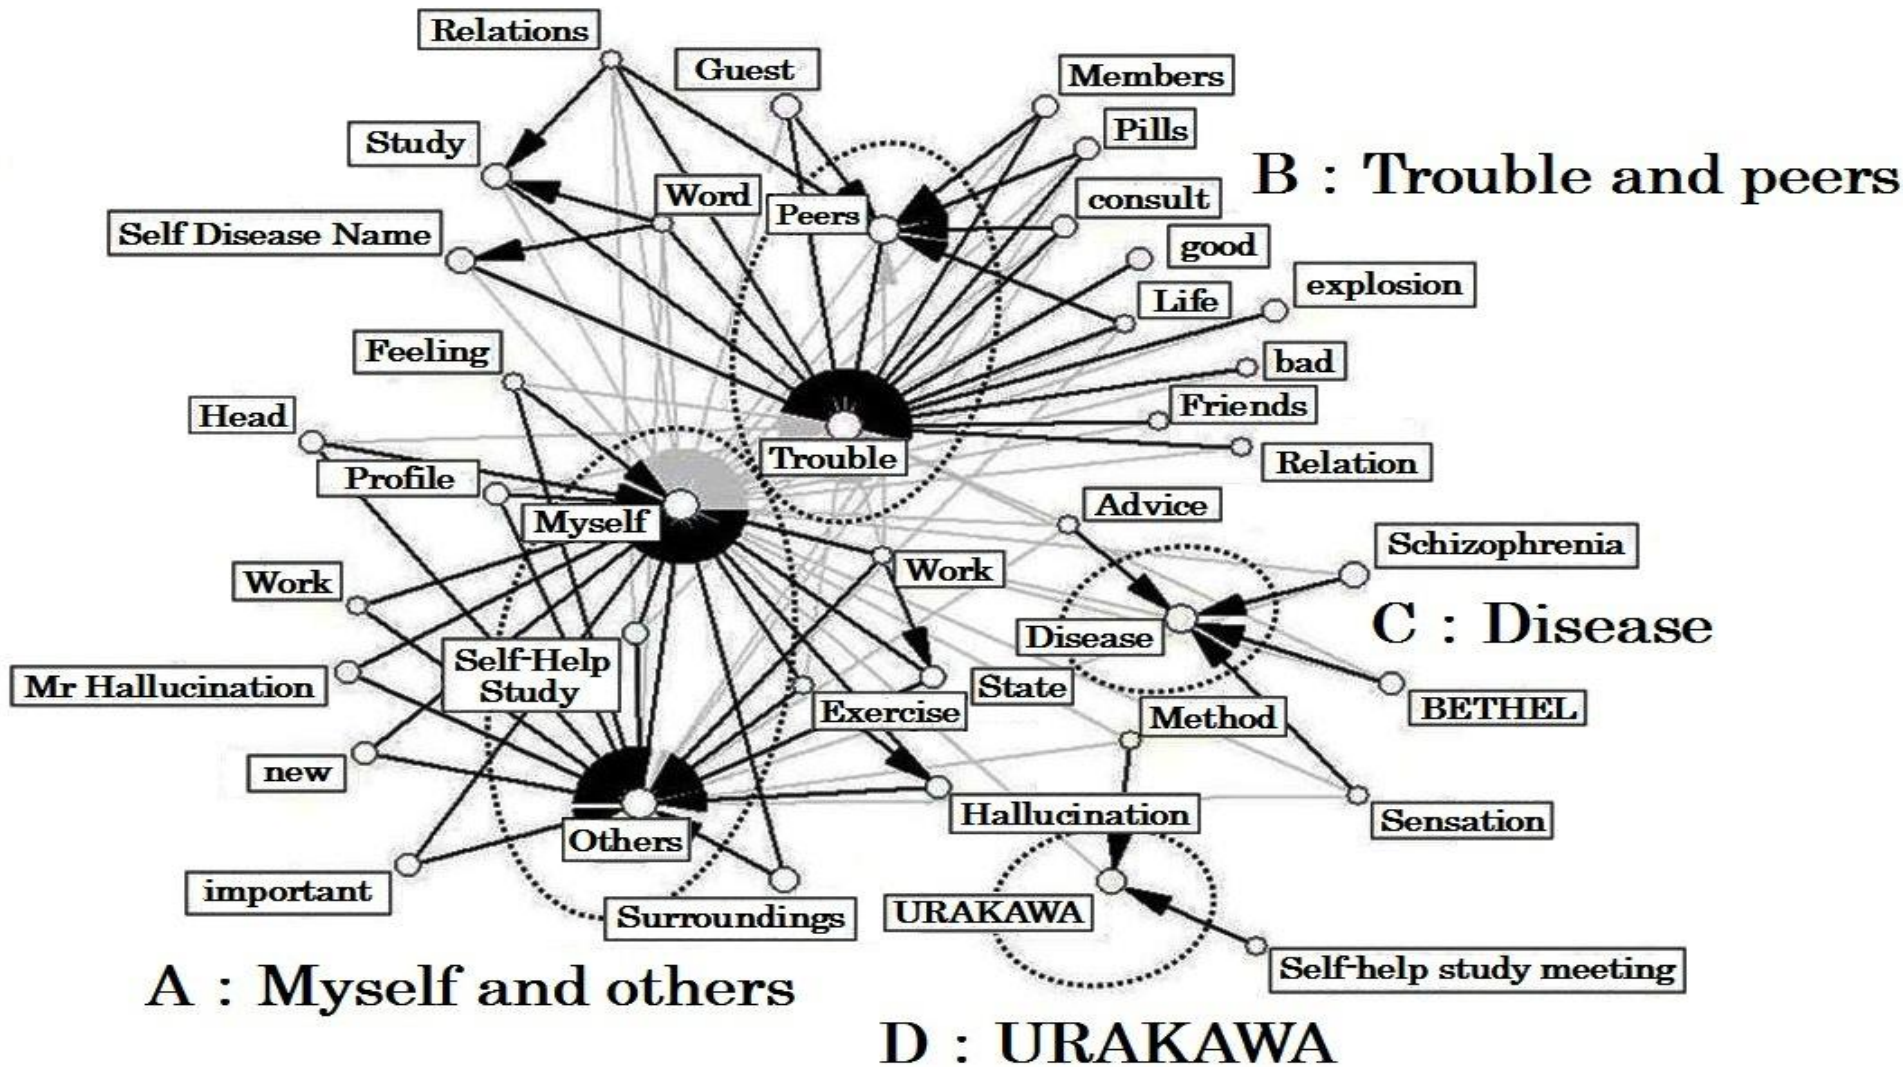 Relations
Guest
Members
Pills
Study
B : Trouble and peers
Word
Peers
consult
Self Disease Name
good
explosion
Life
Feeling
bad
Head
Friends
Trouble
Relation
Profile
Advice
Myself
Schizophrenia
Work
Work
C : Disease
Disease
Self-Help
Study
Mr Hallucination
State
Exercise
Method
BETHEL
new
Hallucination
Sensation
Others
important
Surroundings
URAKAWA
Self-help study meeting
A : Myself and others
D : URAKAWA